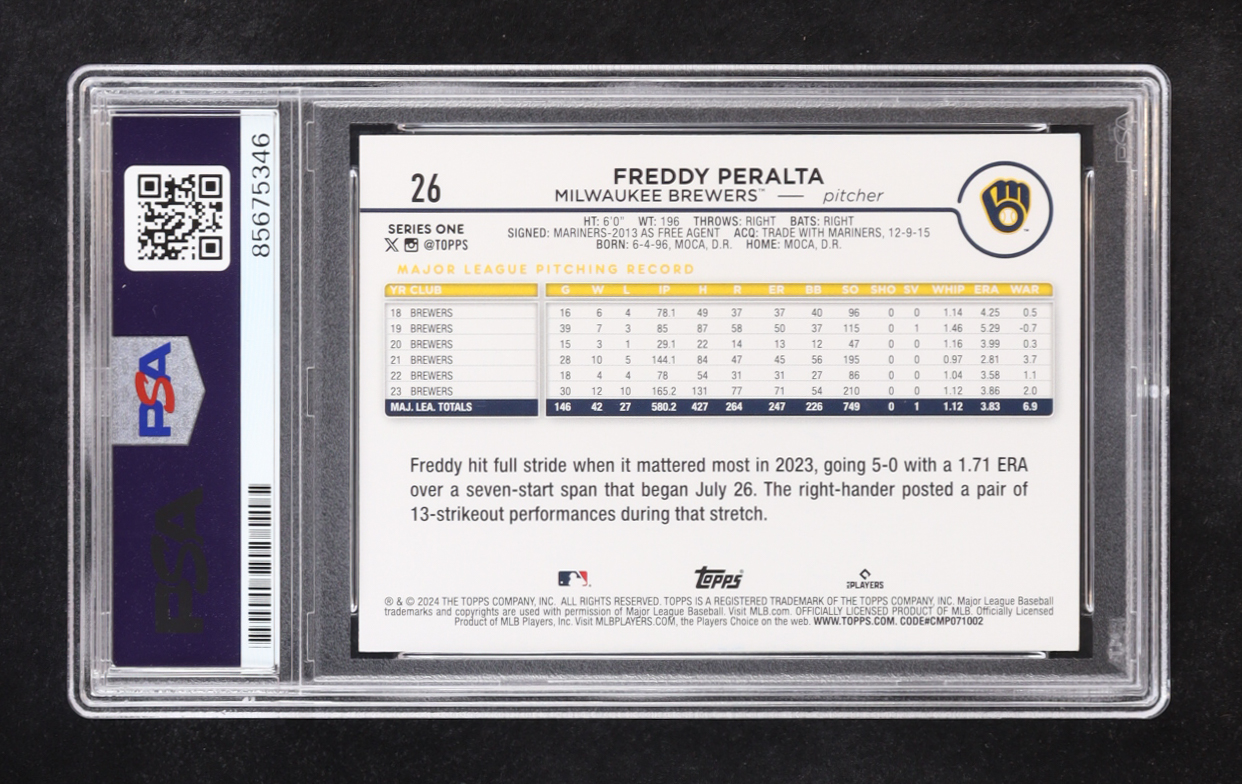 85675346
PSA
PSA
26
FREDDY PERALTA
MILWAUKEE BREWERS™ — pitcher
SERIES ONE
@TOPPS
HT: 6'0" WT: 196 THROWS: RIGHT BATS: RIGHT
SIGNED: MARINERS-2013 AS FREE AGENT ACQ: TRADE WITH MARINERS, 12-9-15
BORN: 6-4-96, MOCA, D.R. HOME: MOCA, D.R.
MAJOR LEAGUE PITCHING RECORD
YR CLUB G W L IP H R ER BB SO SHO SV WHIP ERA WAR
18 BREWERS 16 6 4 78.1 49 37 37 40 96 0 0 1.14 4.25 0.5
19 BREWERS 39 7 3 85 87 58 50 37 115 0 1 1.46 5.29 -0.7
20 BREWERS 15 3 1 29.1 22 14 13 12 47 0 0 1.16 3.99 0.3
21 BREWERS 28 10 5 144.1 84 47 45 56 195 0 0 0.97 2.81 3.7
22 BREWERS 18 4 4 78 54 31 31 27 86 0 0 1.04 3.58 1.1
23 BREWERS 30 12 10 165.2 131 77 71 54 210 0 0 1.12 3.86 2.0
MAJ. LEA. TOTALS 146 42 27 580.2 427 264 247 226 749 0 1 1.12 3.83 6.9
Freddy hit full stride when it mattered most in 2023, going 5-0 with a 1.71 ERA
over a seven-start span that began July 26. The right-hander posted a pair of
13-strikeout performances during that stretch.
Topps®
PLAYERS
® & © 2024 THE TOPPS COMPANY, INC. ALL RIGHTS RESERVED. TOPPS IS A REGISTERED TRADEMARK OF THE TOPPS COMPANY, INC. Major League Baseball
trademarks and copyrights are used with permission of Major League Baseball. Visit MLB.com. OFFICIALLY LICENSED PRODUCT OF MLB. Officially Licensed
Product of MLB Players, Inc. Visit MLBPLAYERS.COM, the Players Choice on the web. WWW.TOPPS.COM. CODE#CMP071002
PSA